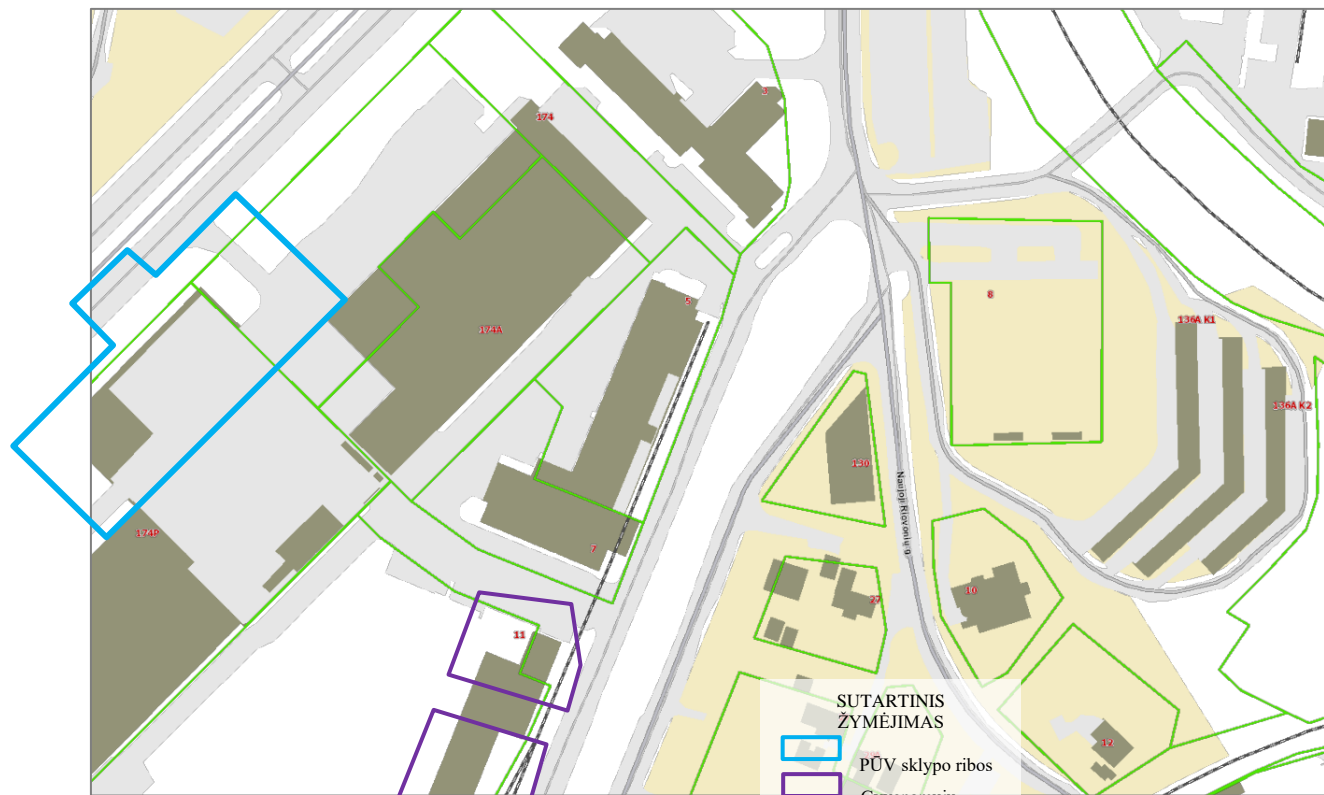 3
174
5
174A
8
136A K1
136A K2
130
Naujoji Riovonių g.
174P
7
27
10
11
12
SUTARTINIS
ŽYMĖJIMAS
PŪV sklypo ribos